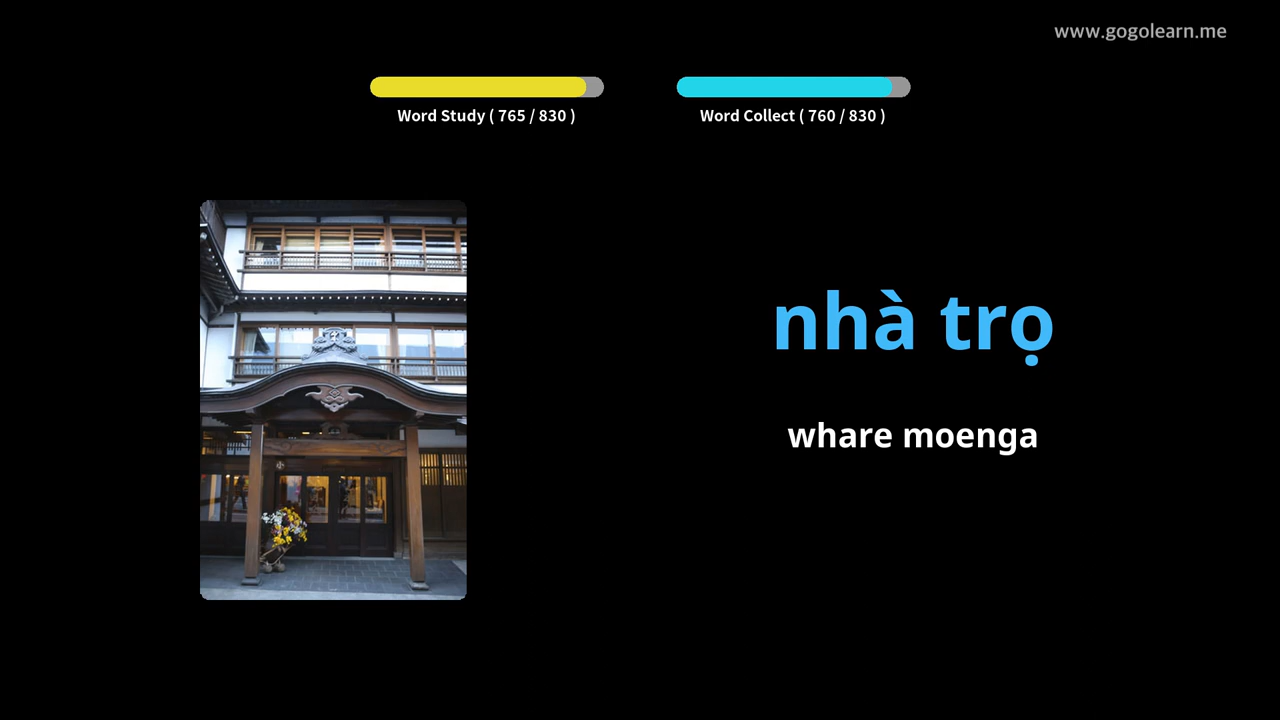 www.gogolearn.me
Word Study ( 765 / 830 )
Word Collect ( 760 / 830 )
nhà trọ
whare moenga